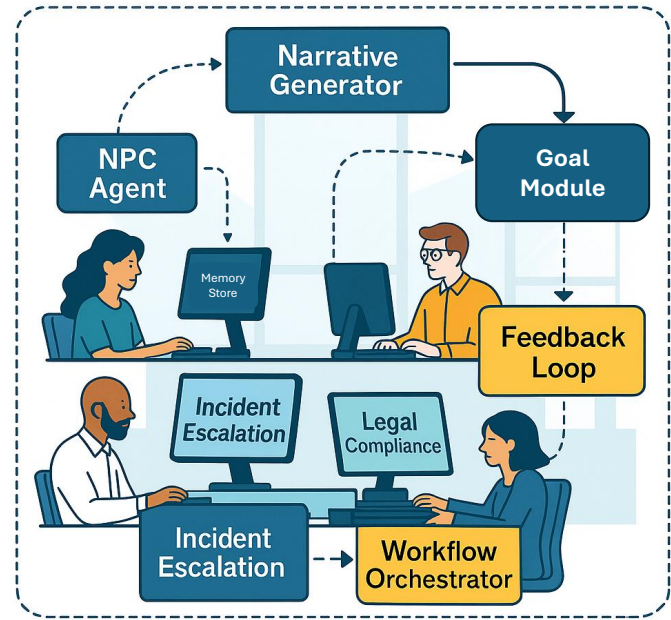 Narrative
Generator
NPC
Agent
Goal
Module
Memory
Store
Feedback
Loop
Incident
Escalation
Legal
Compliance
Incident
Escalation
Workflow
Orchestrator